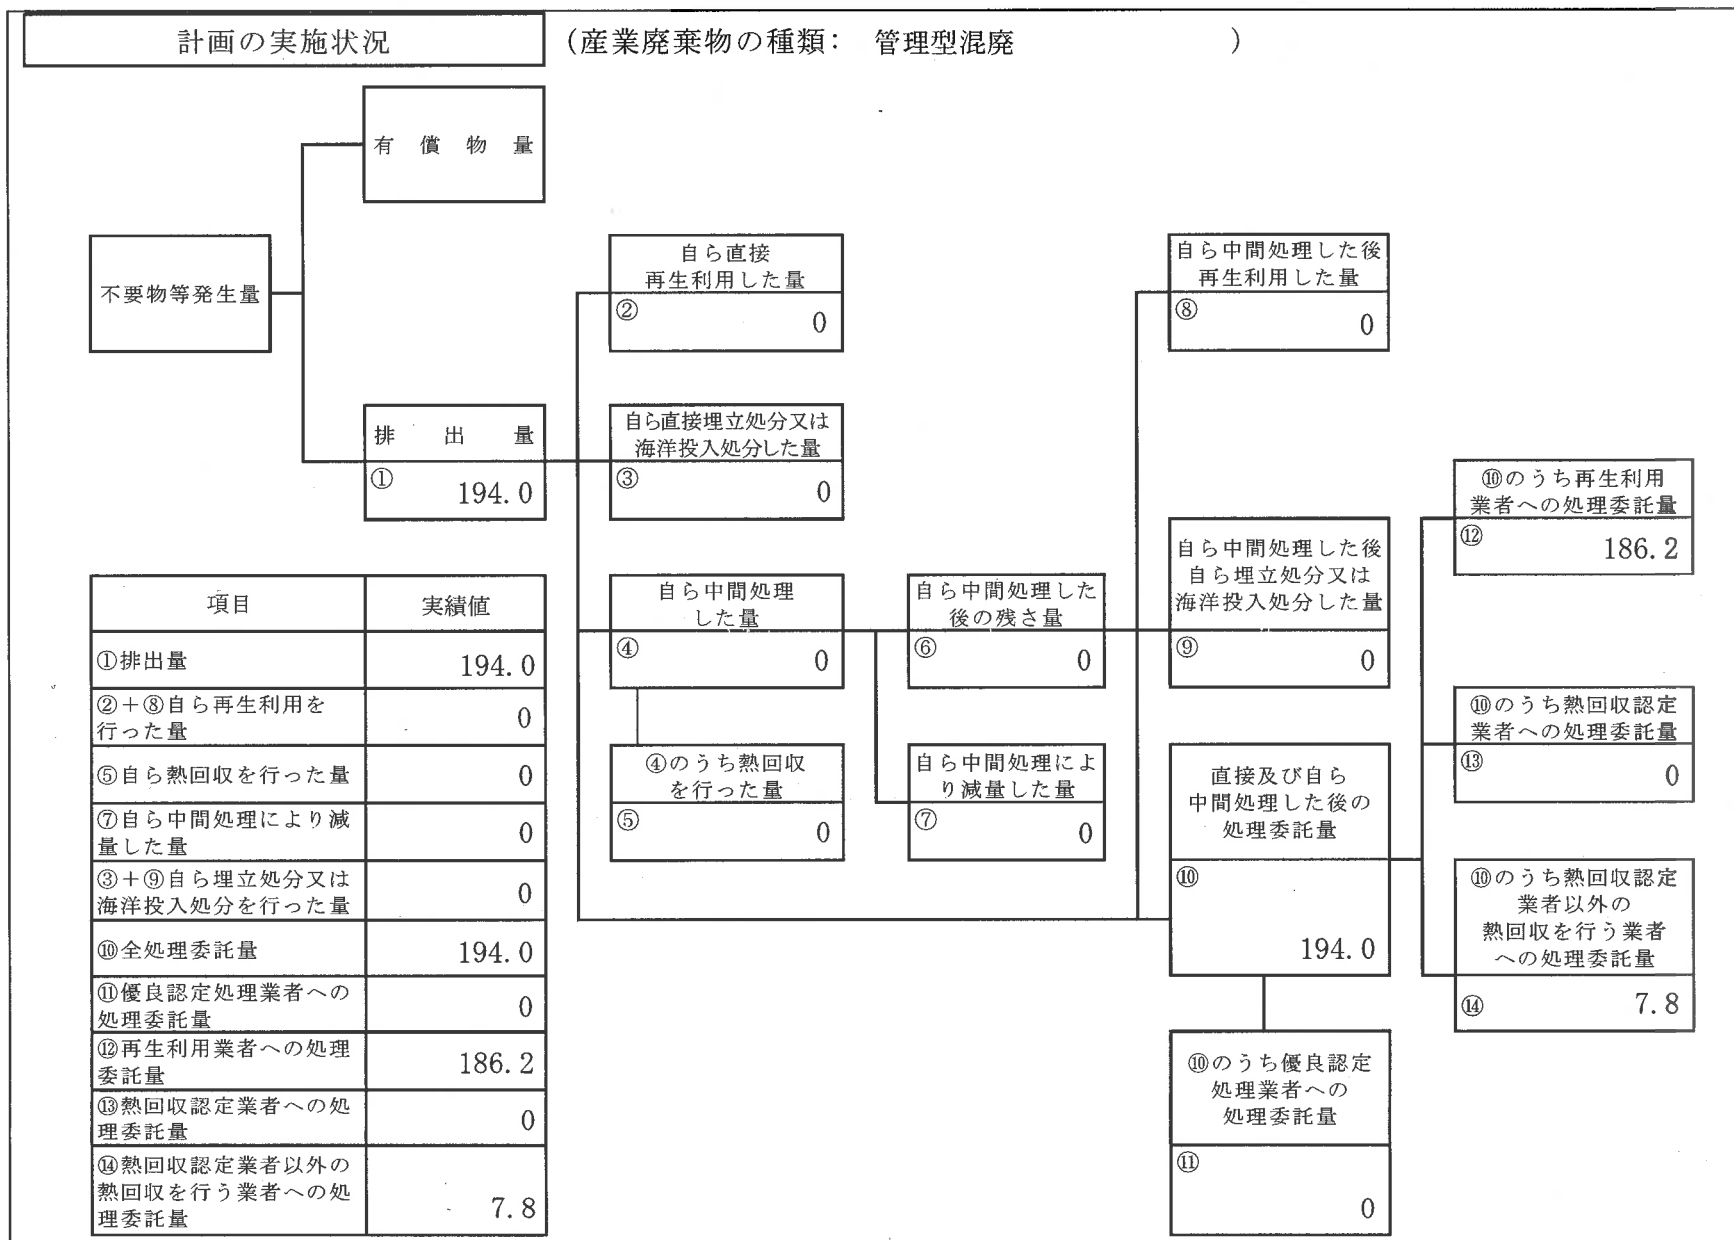 計画の実施状況
(産業廃棄物の種類: 管理型混廃 )
有償物量
不要物等発生量
排出量
① 194.0
自ら直接
再生利用した量
② 0
自ら直接埋立処分又は
海洋投入処分した量
③ 0
自ら中間処理
した量
④ 0
④のうち熱回収
を行った量
⑤ 0
自ら中間処理した
後の残さ量
⑥ 0
自ら中間処理によ
り減量した量
⑦ 0
自ら中間処理した後
再生利用した量
⑧ 0
自ら中間処理した後
自ら埋立処分又は
海洋投入処分した量
⑨ 0
直接及び自ら
中間処理した後の
処理委託量
⑩
194.0
⑩のうち優良認定
処理業者への
処理委託量
⑪
0
⑩のうち再生利用
業者への処理委託量
⑫ 186.2
⑩のうち熱回収認定
業者への処理委託量
⑬ 0
⑩のうち熱回収認定
業者以外の
熱回収を行う業者
への処理委託量
⑭ 7.8
項目 実績値
①排出量 194.0
②+⑧自ら再生利用を
行った量 0
⑤自ら熱回収を行った量 0
⑦自ら中間処理により減
量した量 0
③+⑨自ら埋立処分又は
海洋投入処分を行った量 0
⑩全処理委託量 194.0
⑪優良認定処理業者への
処理委託量 0
⑫再生利用業者への処理
委託量 186.2
⑬熱回収認定業者への処
理委託量 0
⑭熱回収認定業者以外の
熱回収を行う業者への処
理委託量 7.8